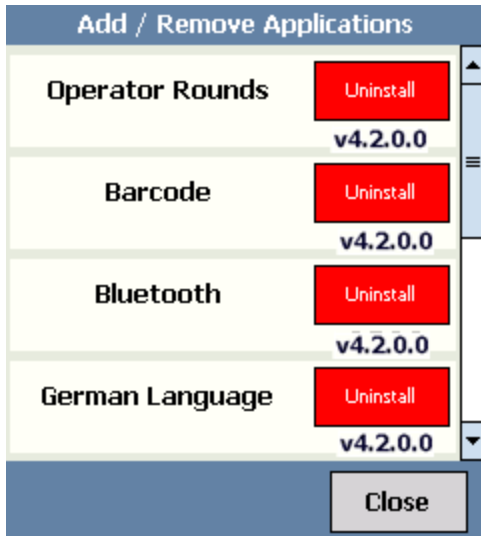 Add / Remove Applications
Operator Rounds
Uninstall
v4.2.0.0
Barcode
Uninstall
v4.2.0.0
Bluetooth
Uninstall
v4.2.0.0
German Language
Uninstall
v4.2.0.0
Close